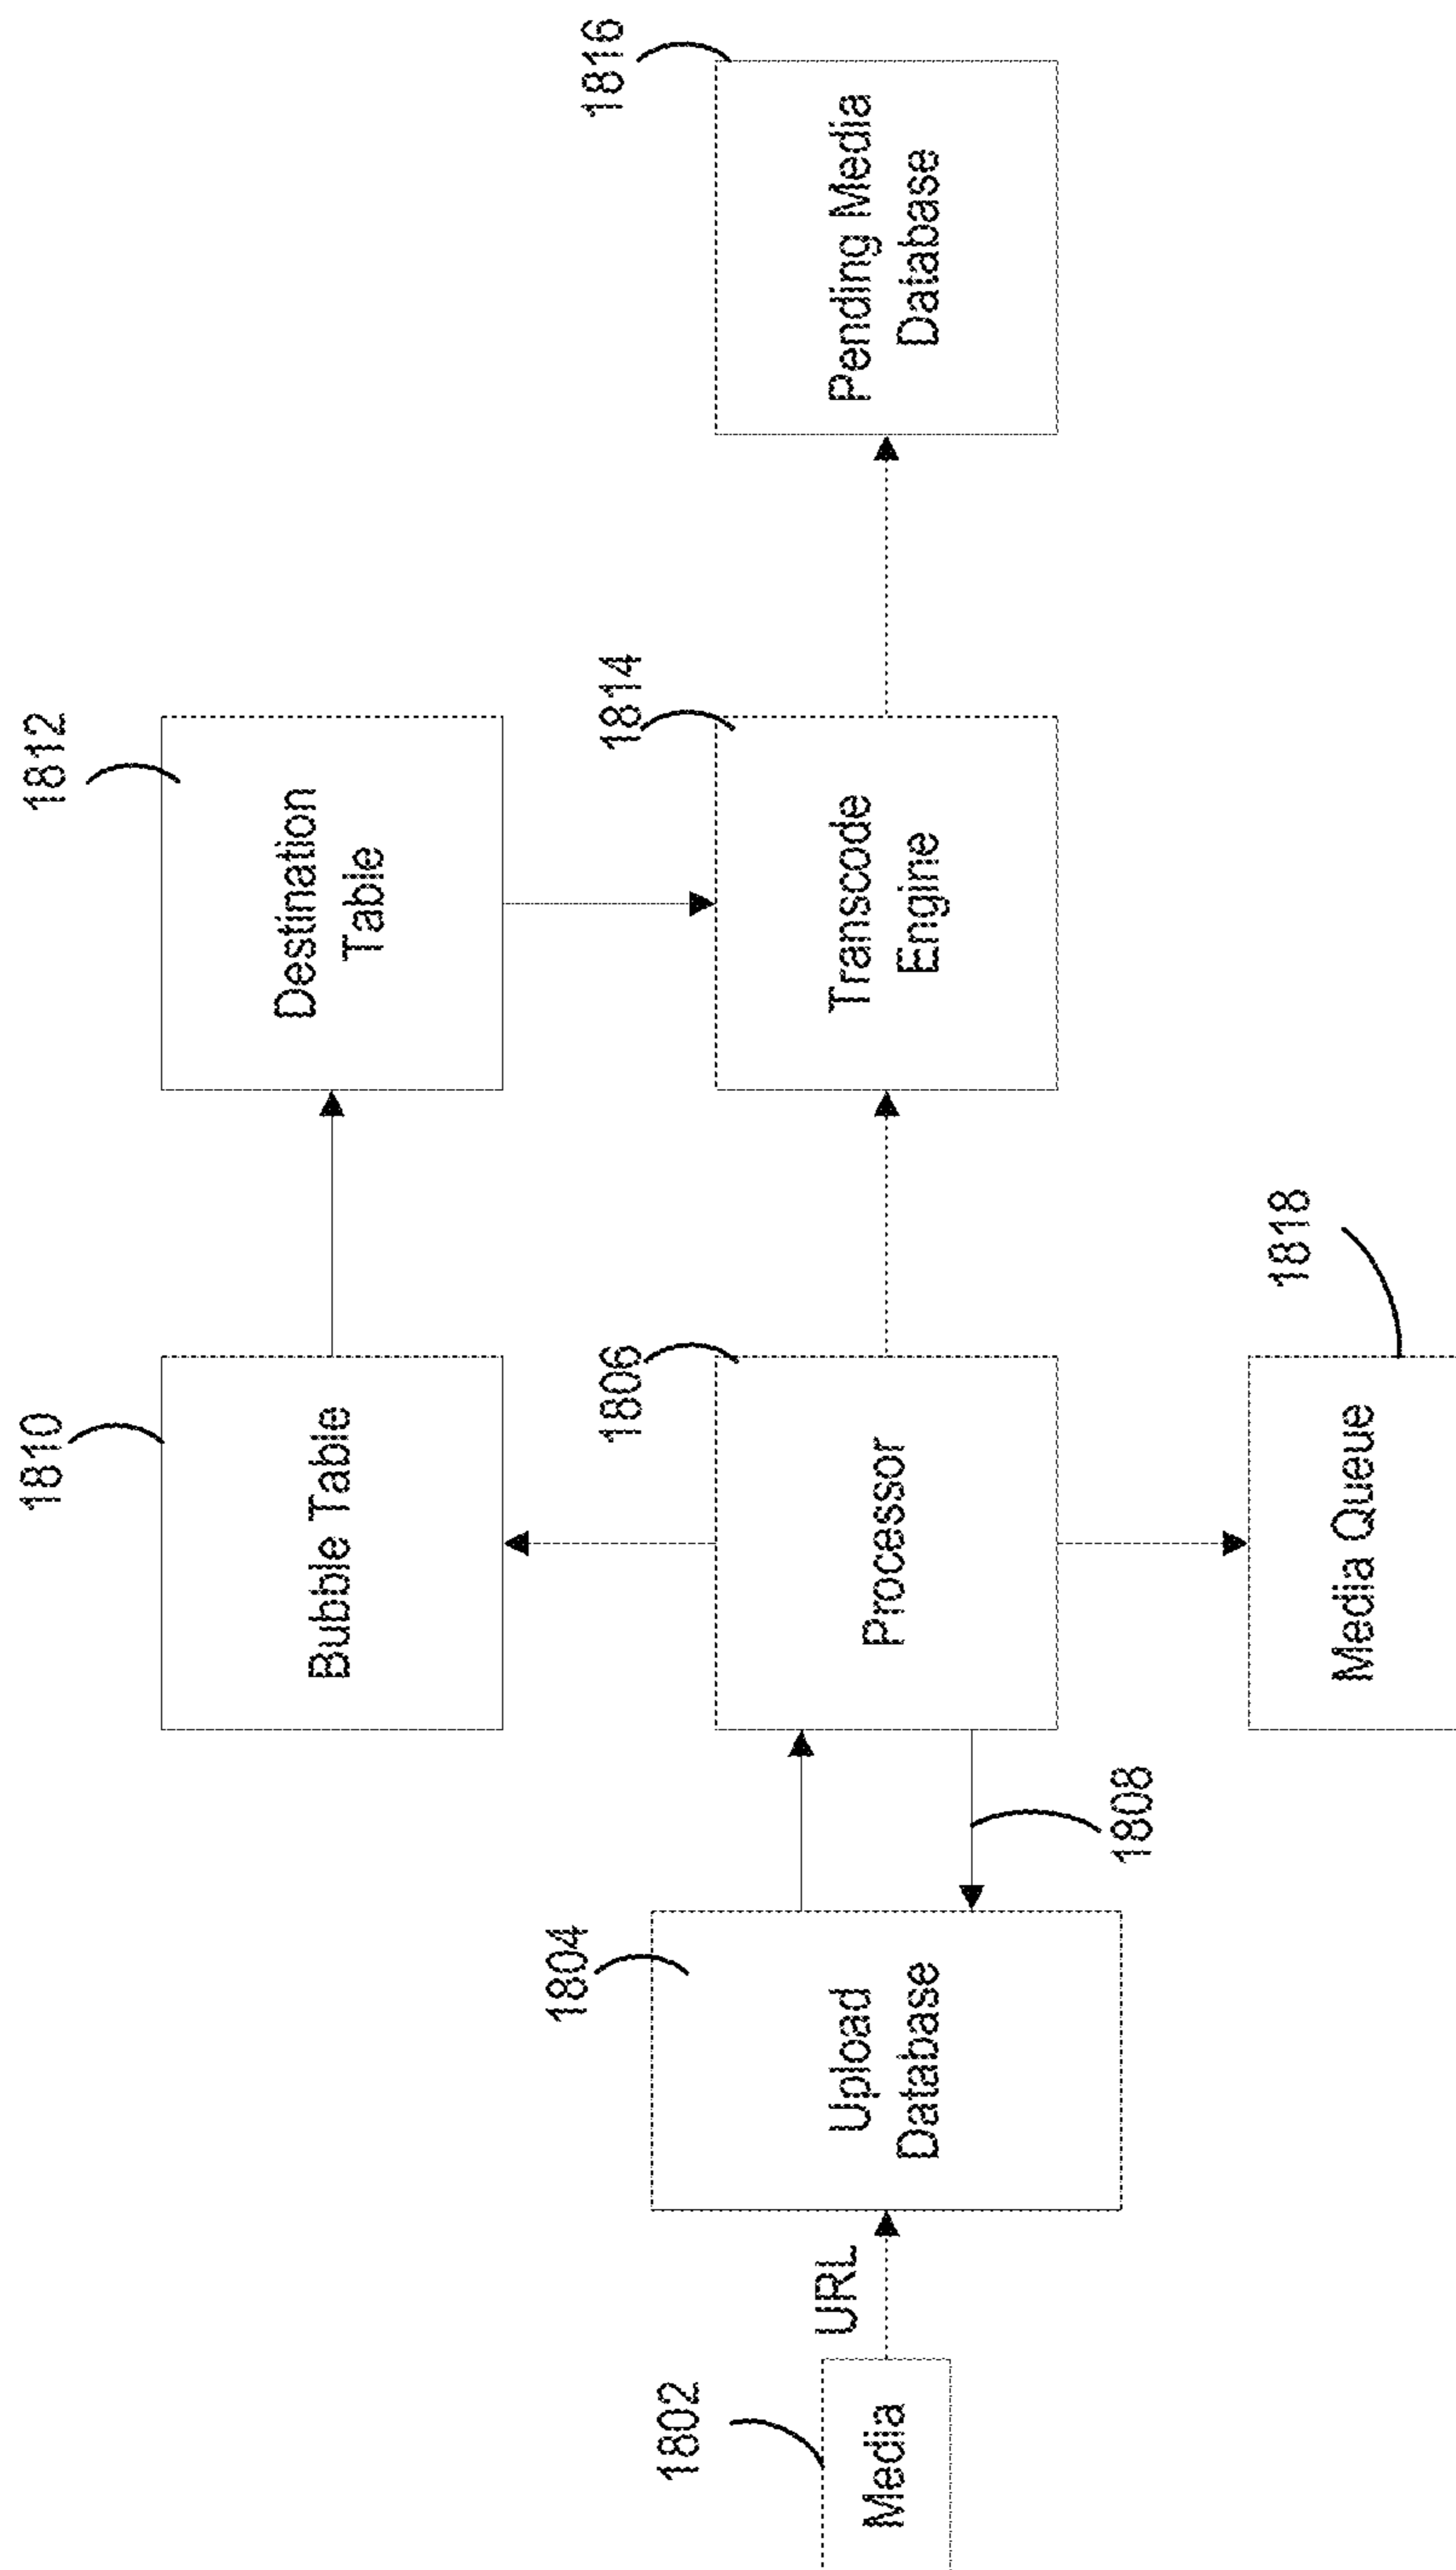 1810
Bubble Table
1812
Destination
Table
1802
Media
URL
1804
Upload
Database
1808
1806
Processor
1814
Transcode
Engine
1816
Pending Media
Database
1818
Media Queue